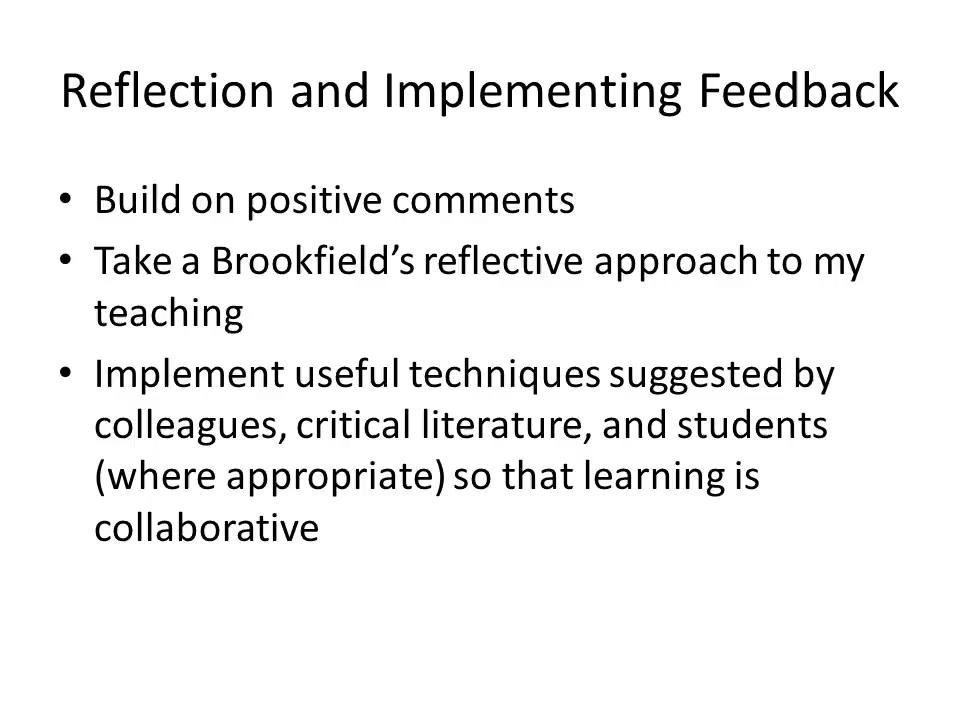 Reflection and Implementing Feedback
• Build on positive comments
• Take a Brookfield’s reflective approach to my
teaching
• Implement useful techniques suggested by
colleagues, critical literature, and students
(where appropriate) so that learning is
collaborative